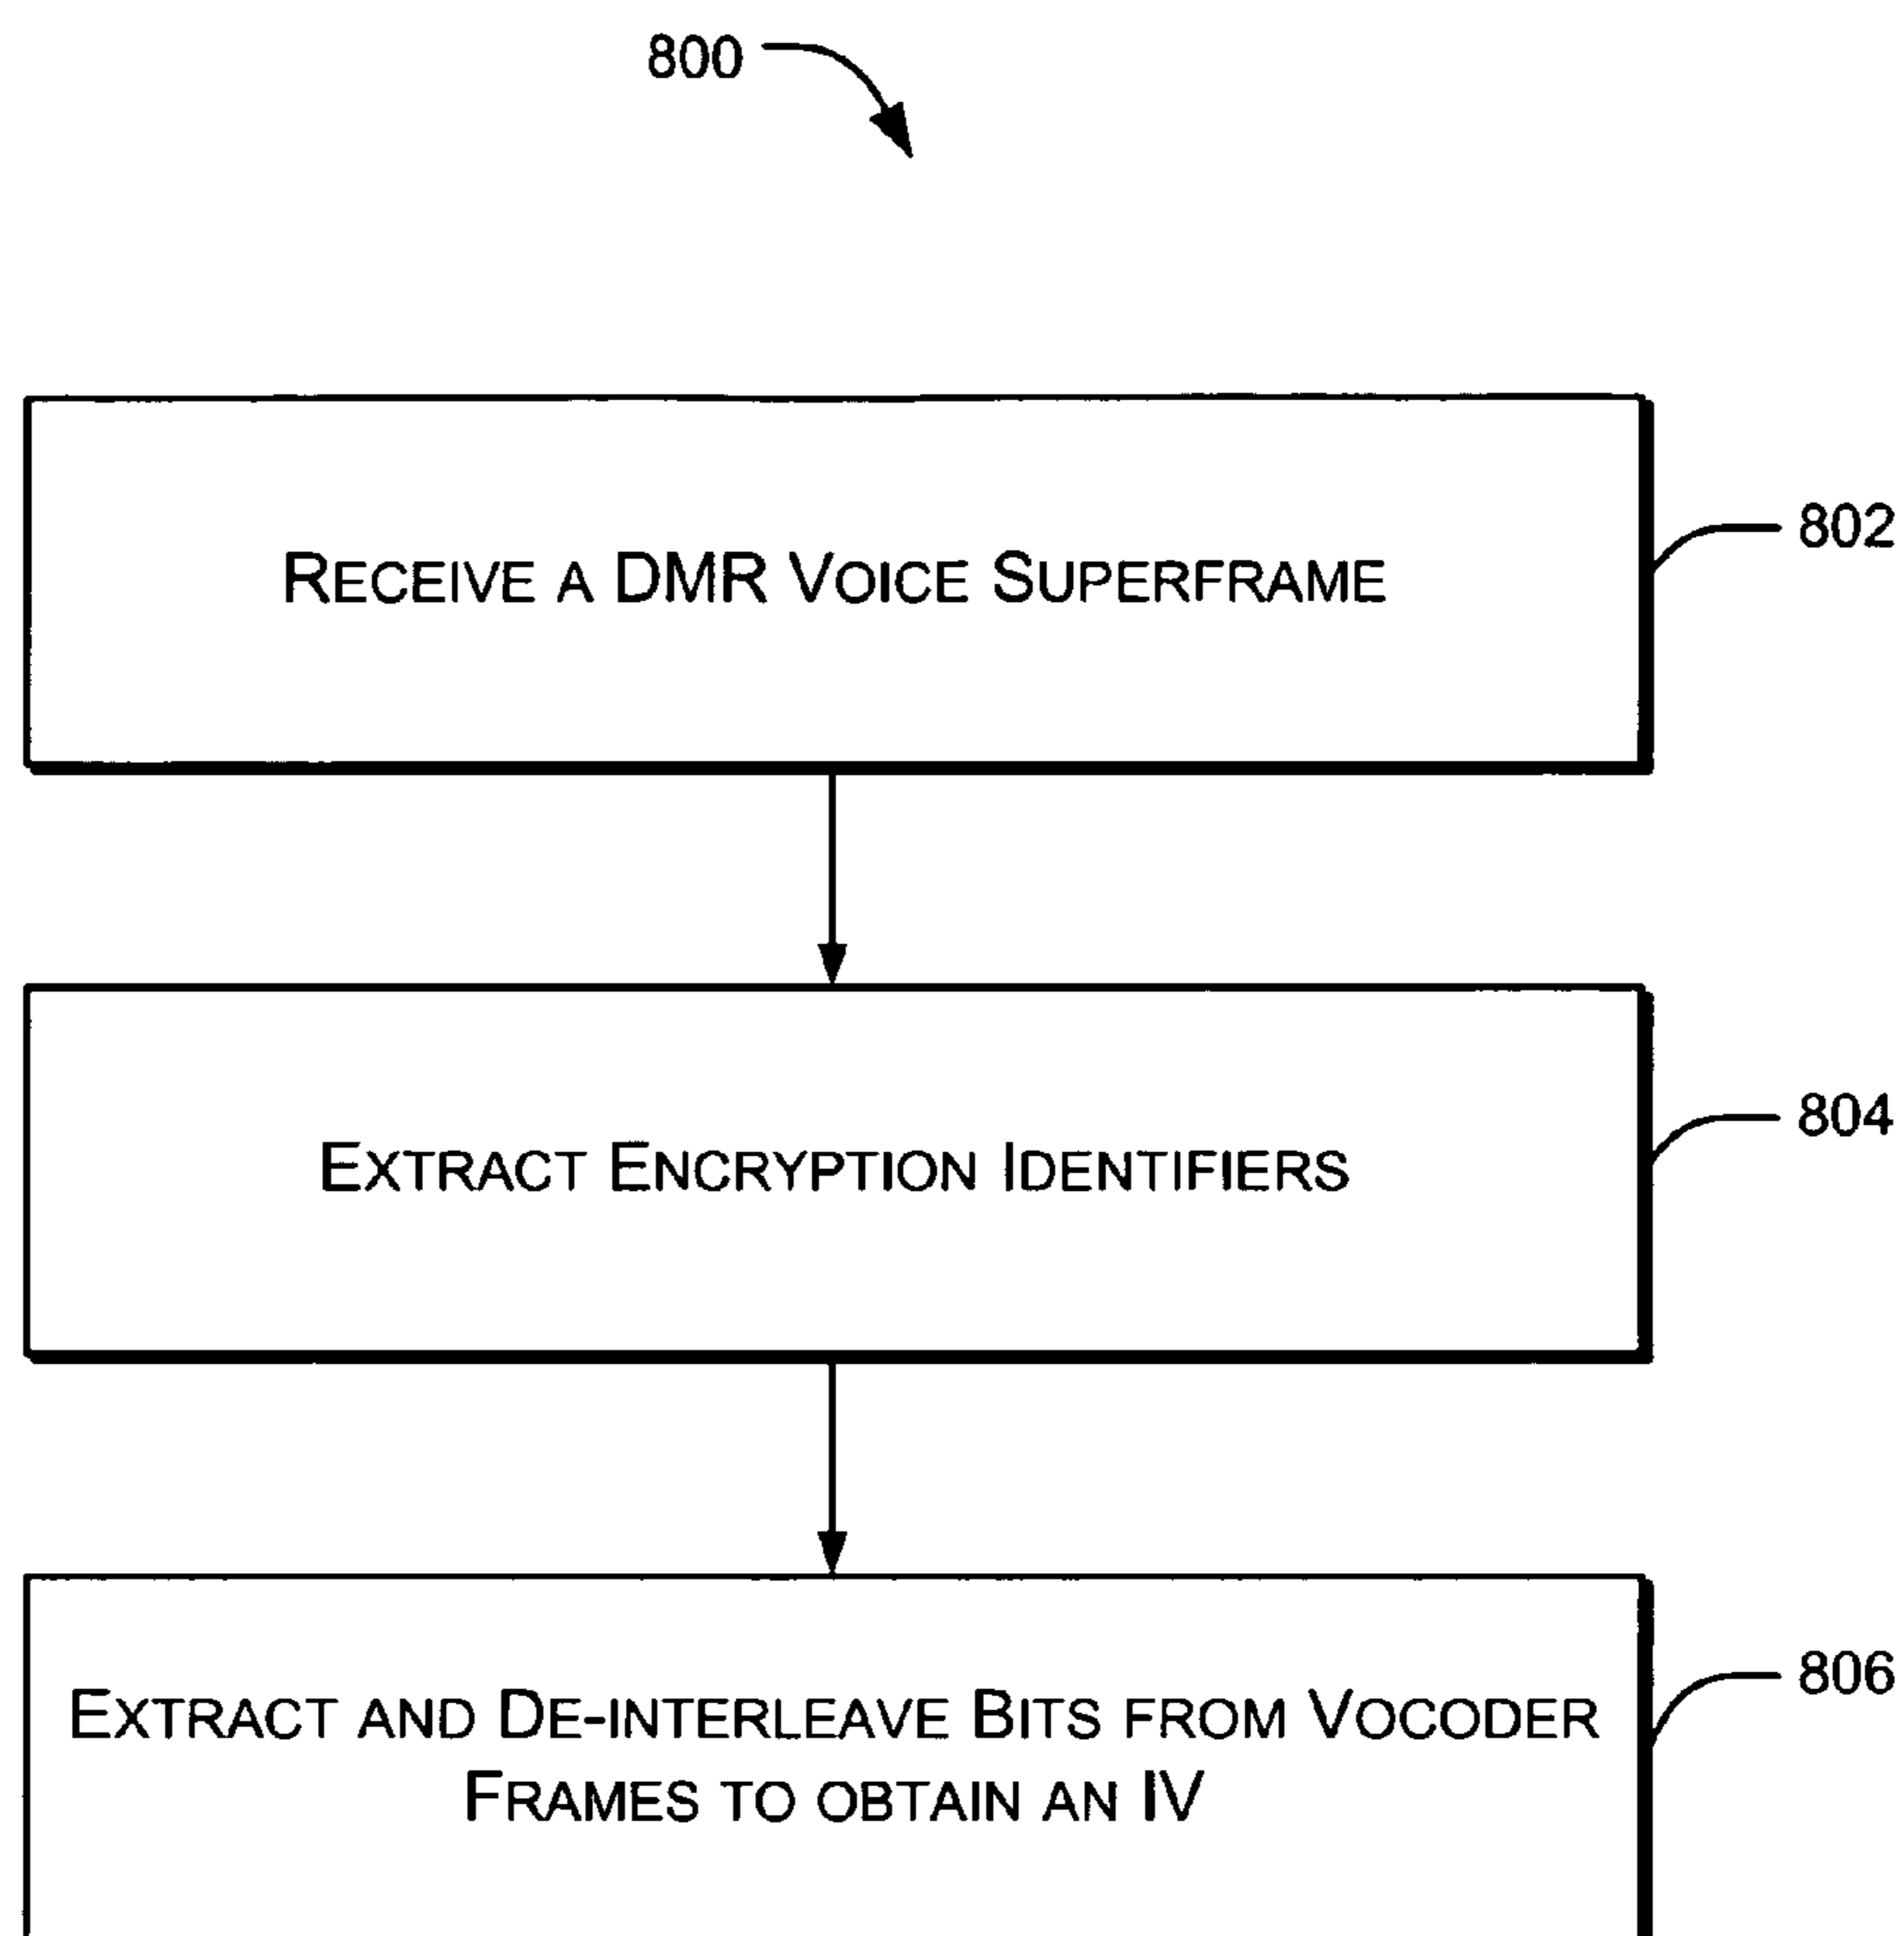 800
RECEIVE A DMR VOICE SUPERFRAME
802
EXTRACT ENCRYPTION IDENTIFIERS
804
EXTRACT AND DE-INTERLEAVE BITS FROM VOCODER
FRAMES TO OBTAIN AN IV
806